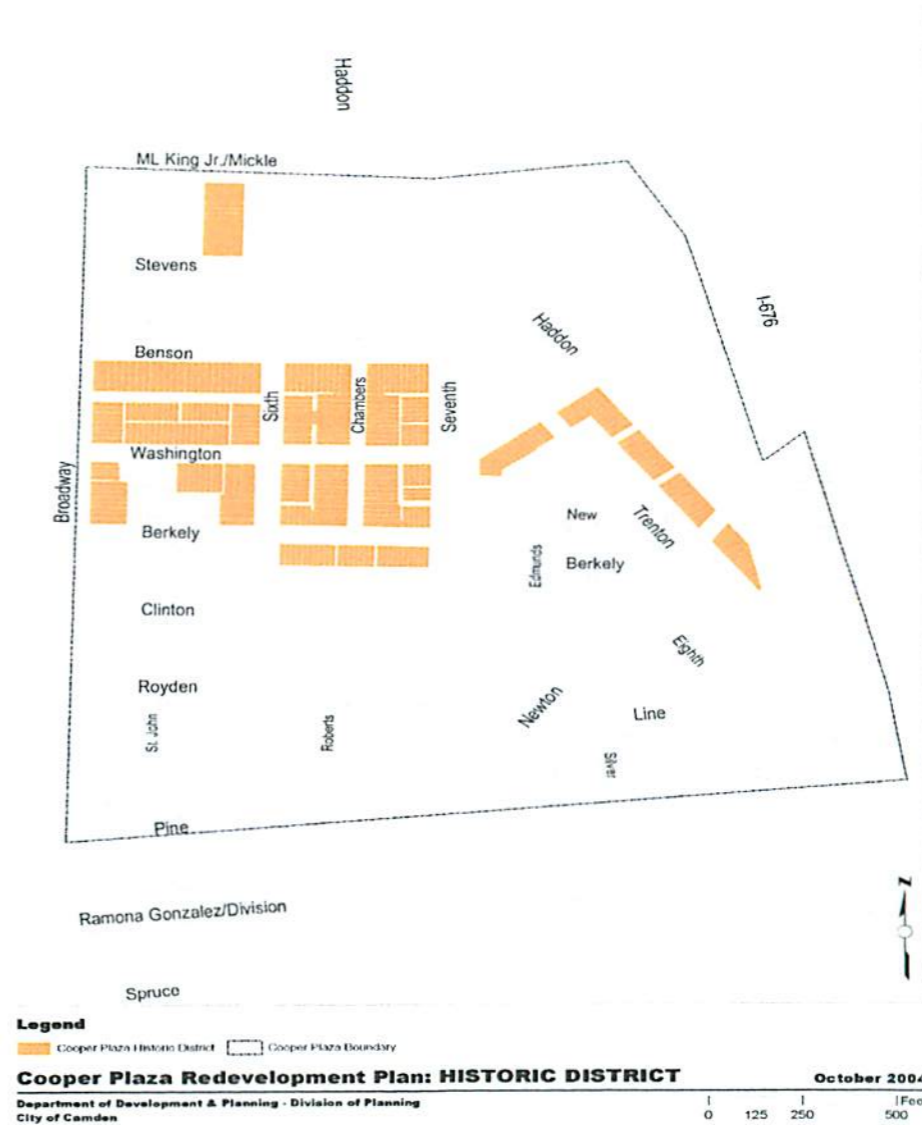 Haddon
ML King Jr./Mickle
Stevens
I-676
Haddon
Benson
Sixth
Chambers
Seventh
Washington
Broadway
New
Trenton
Berkely
Edmunds
Berkely
Clinton
Eighth
Royden
Newton
Line
St. John
Roberts
Silver
Pine
Z
Ramona Gonzalez/Division
Spruce
Legend
Cooper Plaza Historic District
Cooper Plaza Boundary
Cooper Plaza Redevelopment Plan: HISTORIC DISTRICT
October 2004
Department of Development & Planning - Division of Planning
City of Camden
Fee
0 125 250 500